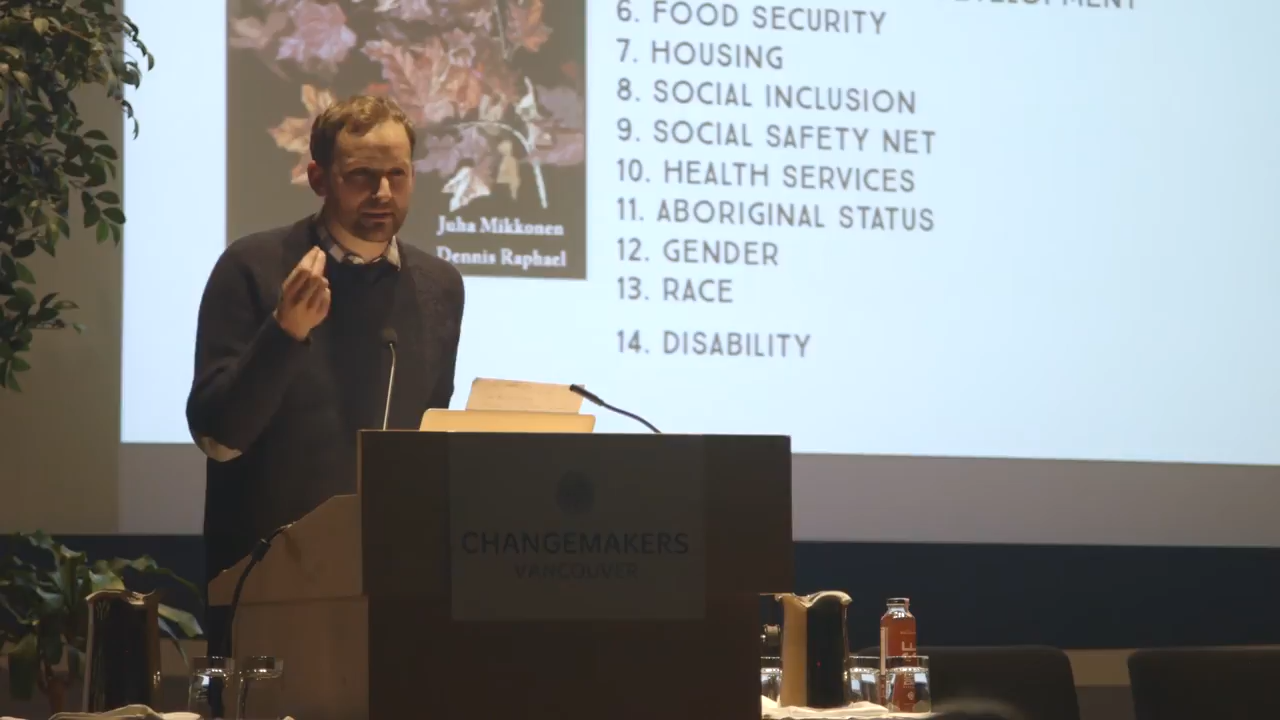 6. FOOD SECURITY
7. HOUSING
8. SOCIAL INCLUSION
9. SOCIAL SAFETY NET
10. HEALTH SERVICES
11. ABORIGINAL STATUS
12. GENDER
13. RACE
14. DISABILITY
Juha Mikkonen
Dennis Raphael
CHANGEMAKERS
VANCOUVER